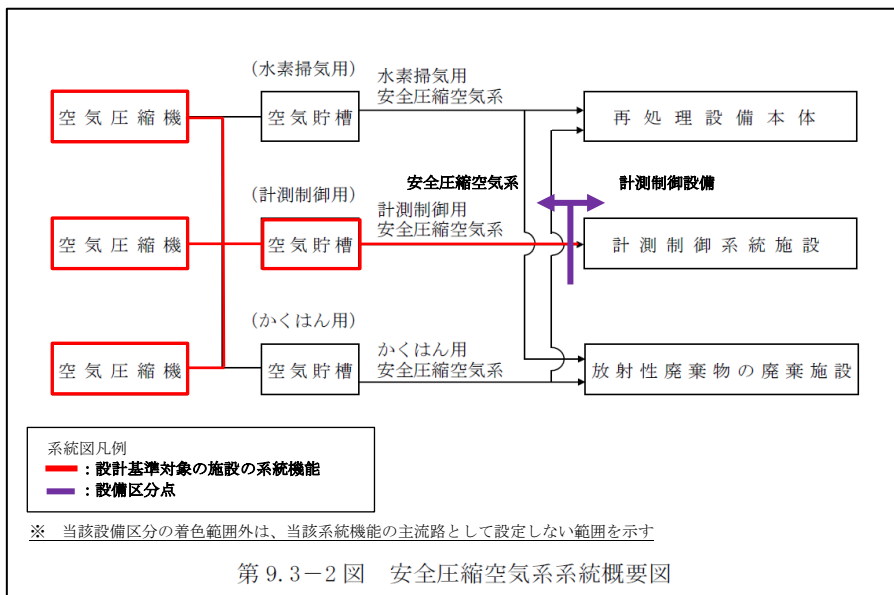 (水素掃気用)
水素掃気用
安全圧縮空気系
空気圧縮機
空気貯槽
再処理設備本体
安全圧縮空気系
計測制御設備
(計測制御用)
計測制御用
安全圧縮空気系
空気圧縮機
空気貯槽
計測制御系統施設
(かくはん用)
かくはん用
安全圧縮空気系
空気圧縮機
空気貯槽
放射性廃棄物の廃棄施設
系統図凡例
:設計基準対象の施設の系統機能
:設備区分点
※ 当該設備区分の着色範囲外は、当該系統機能の主流路として設定しない範囲を示す
第9.3-2図 安全圧縮空気系系統概要図